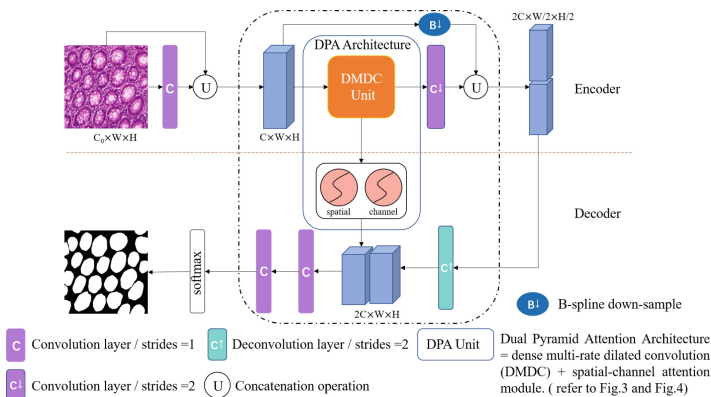 B↓
2C×W/2×H/2
DPA Architecture
DMDC
Unit
C
U
C↓
U
Encoder
C₀×W×H
C×W×H
spatial
channel
Decoder
softmax
C
C
C↑
2C×W×H
B↓
B-spline down-sample
C
Convolution layer / strides =1
C↑
Deconvolution layer / strides =2
DPA Unit
Dual Pyramid Attention Architecture
= dense multi-rate dilated convolution
(DMDC) + spatial-channel attention
module. ( refer to Fig.3 and Fig.4)
C↓
Convolution layer / strides =2
U
Concatenation operation